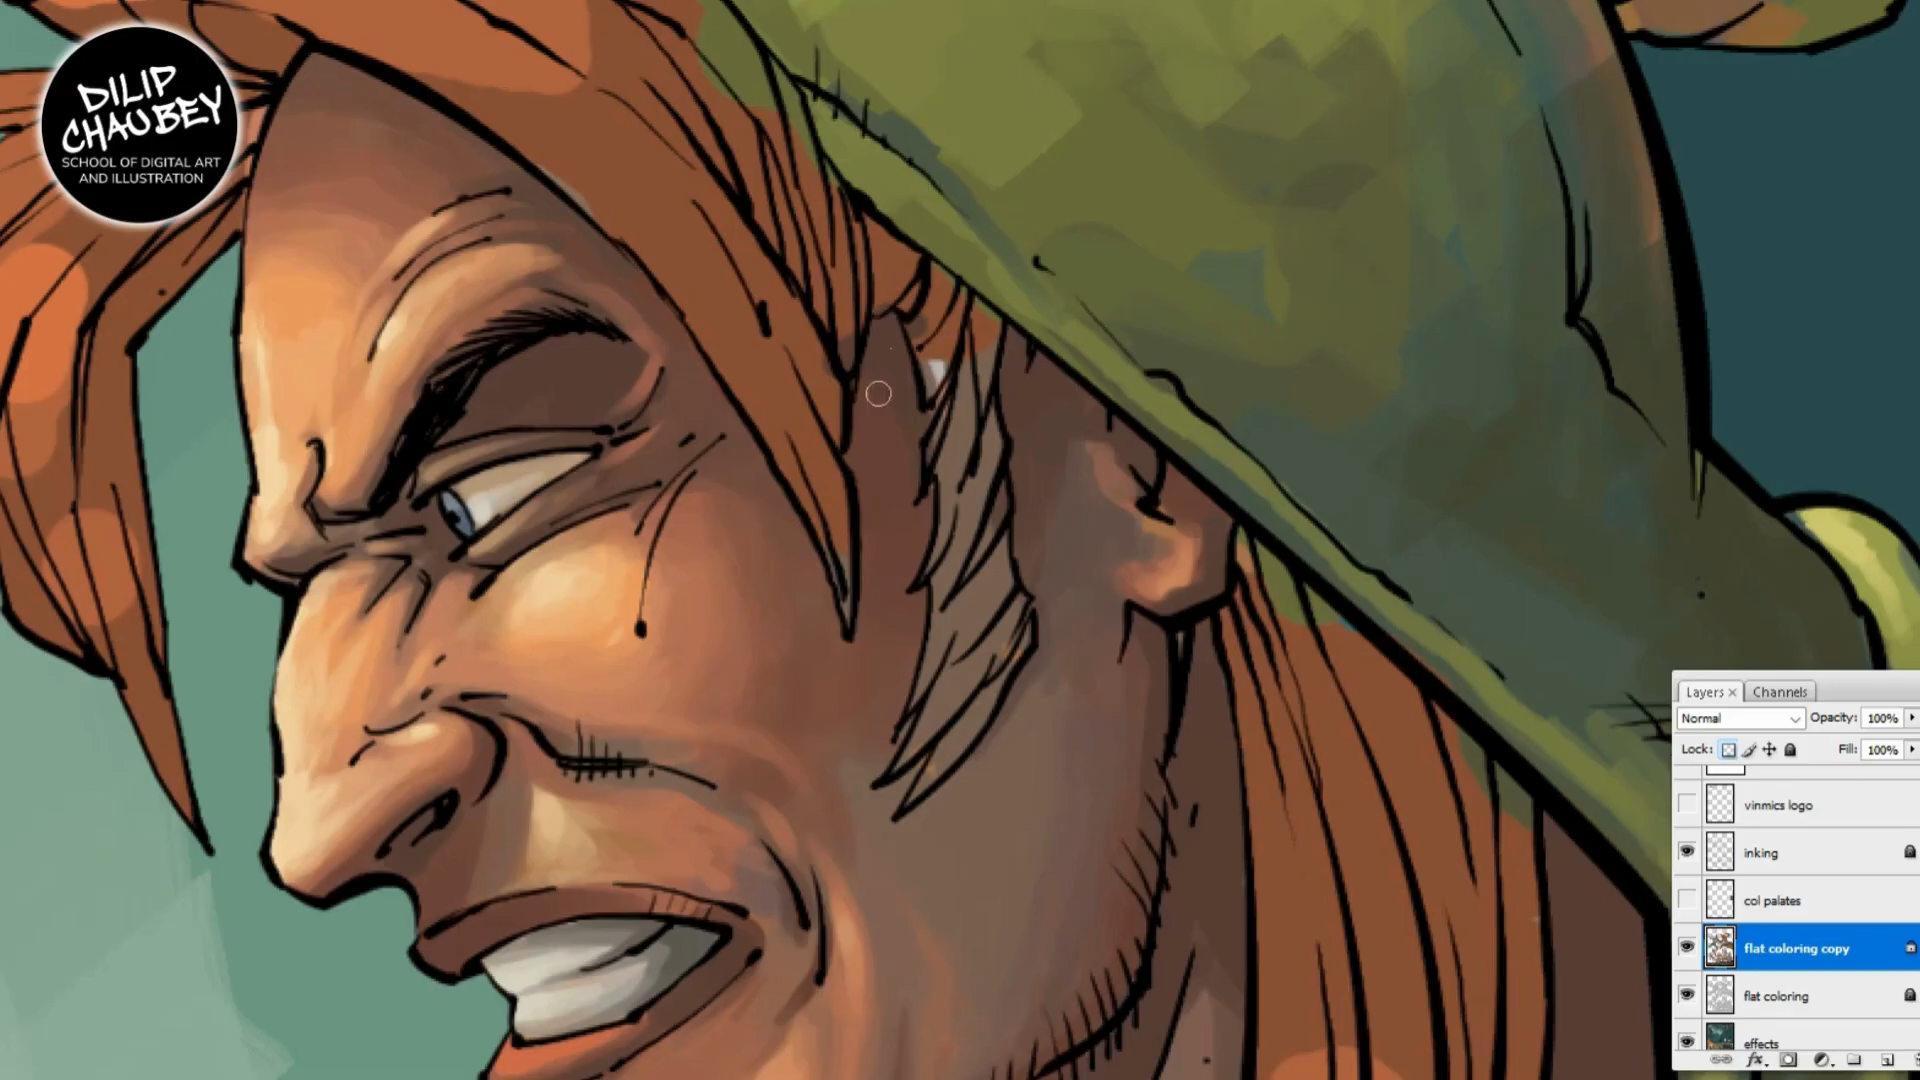 DILIP
CHAUBEY
SCHOOL OF DIGITAL ART
AND ILLUSTRATION
Layers
Channels
Normal
Opacity: 100%
Lock:
Fill: 100%
vinmics logo
inking
col palates
flat coloring copy
flat coloring
effects
fx